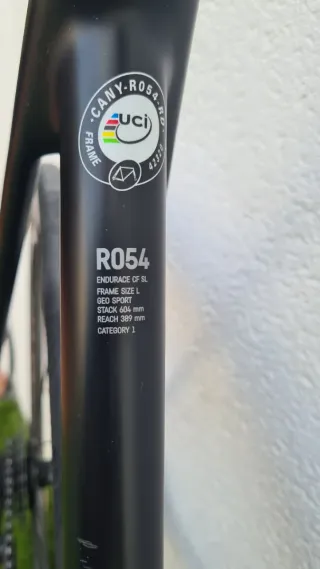 CANY-R054-RD
UCI
FRAME
R054
ENDURACE CF SL
FRAME SIZE L
GEO SPORT
STACK 604 mm
REACH 389 mm
CATEGORY 1